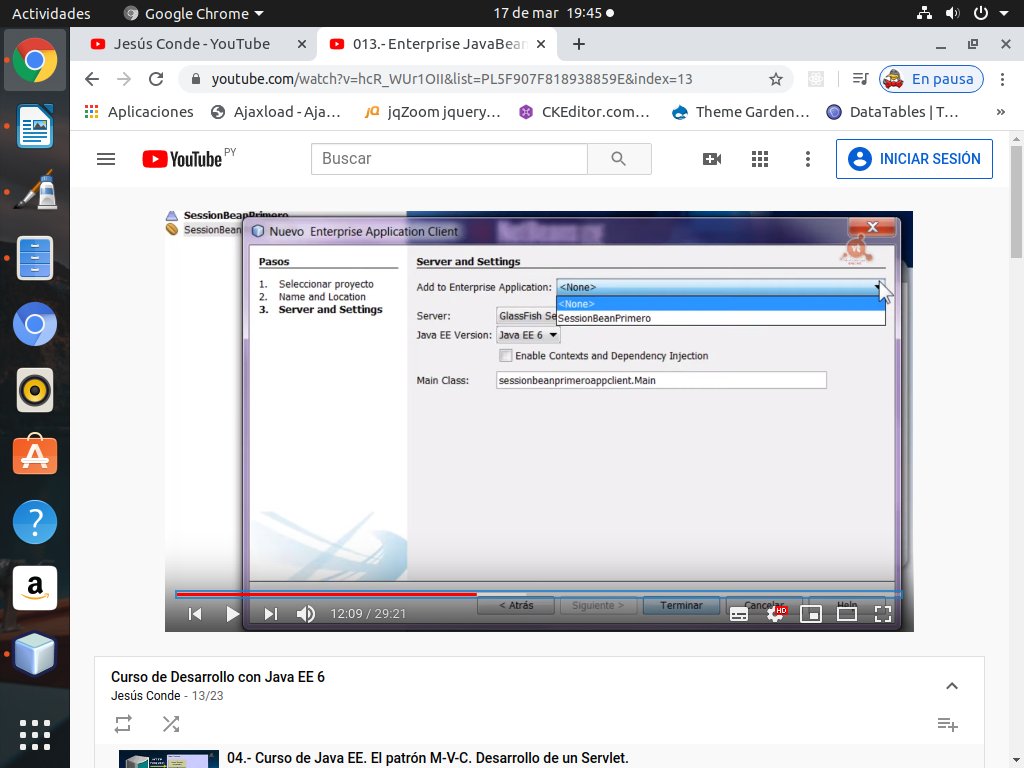 Actividades Google Chrome 17 de mar 19:45
Jesús Conde - YouTube 013.- Enterprise JavaBean
youtube.com/watch?v=hcR_WUr1OII&list=PL5F907F818938859E&index=13 En pausa
Aplicaciones Ajaxload - Aja... jQ jqZoom jquery... CKEditor.com... Theme Garden... DataTables | T... »
YouTube PY Buscar INICIAR SESIÓN
SessionBeanPrimero
SessionBean
Nuevo Enterprise Application Client
Pasos
1. Seleccionar proyecto
2. Name and Location
3. Server and Settings
Server and Settings
Add to Enterprise Application: <None>
<None>
SessionBeanPrimero
Server: GlassFish Se
Java EE Version: Java EE 6
Enable Contexts and Dependency Injection
Main Class: sessionbeanprimeroappclient.Main
< Atrás Siguiente > Terminar Cancelar Help
12:09 / 29:21 HD
Curso de Desarrollo con Java EE 6
Jesús Conde - 13/23
04.- Curso de Java EE. El patrón M-V-C. Desarrollo de un Servlet.